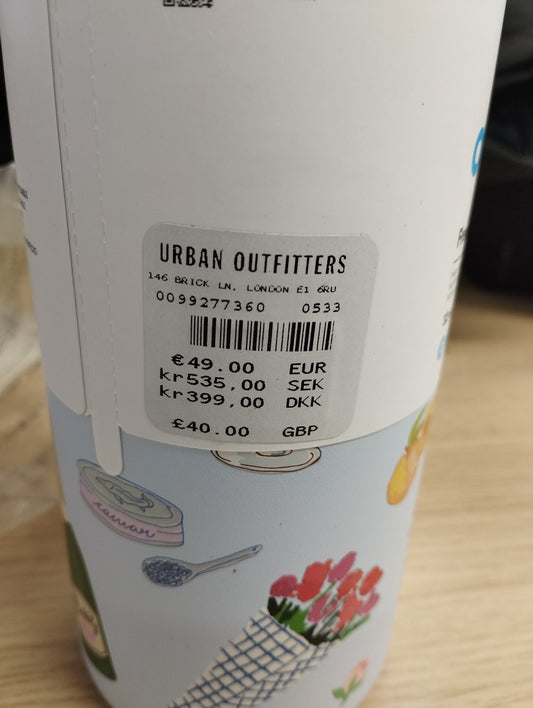 URBAN OUTFITTERS
146 BRICK LN, LONDON E1 6RU
0099277360 0533
€49.00 EUR
kr535,00 SEK
kr399,00 DKK
£40.00 GBP
caviar